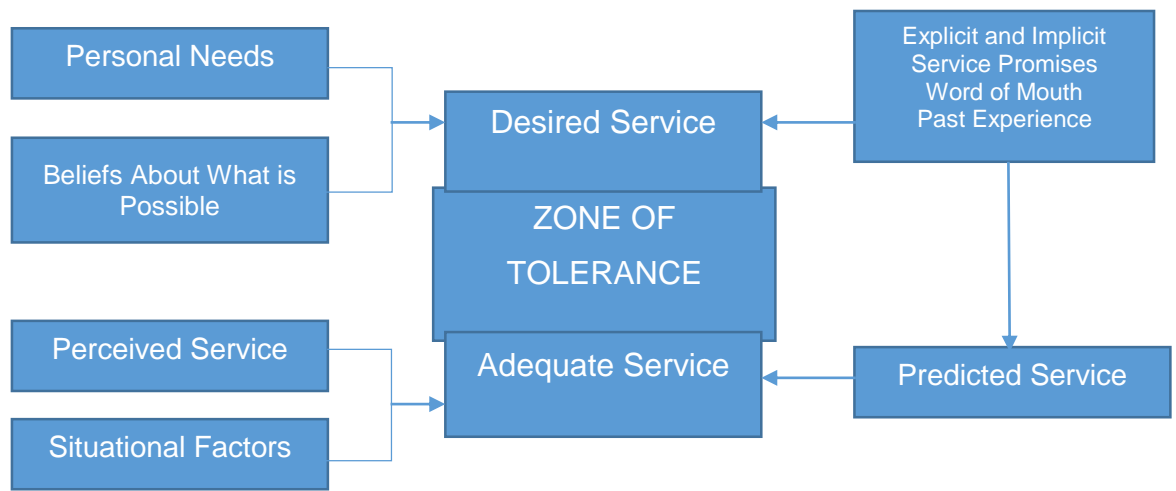 Personal Needs
Beliefs About What is
Possible
Perceived Service
Situational Factors
Desired Service
ZONE OF
TOLERANCE
Adequate Service
Explicit and Implicit
Service Promises
Word of Mouth
Past Experience
Predicted Service